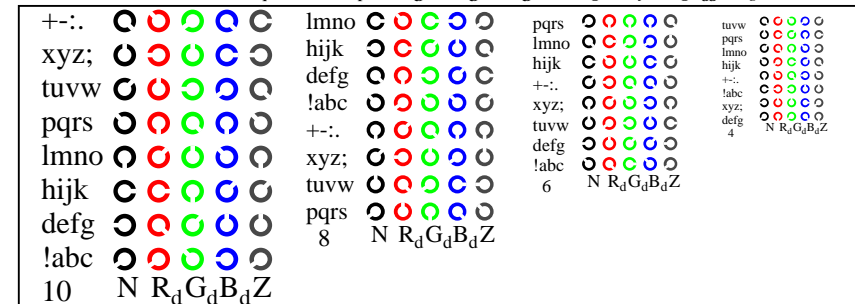 +-:.
xyz;
tuvw
pqrs
lmno
hijk
defg
!abc
10 N RdGdBdZ
lmno
hijk
defg
!abc
+-:.
xyz;
tuvw
pqrs
8 N RdGdBdZ
pqrs
lmno
hijk
+-:.
xyz;
tuvw
defg
!abc
6 N RdGdBdZ
tuvw
pqrs
lmno
hijk
+-:.
!abc
xyz;
defg
4 N RdGdBdZ